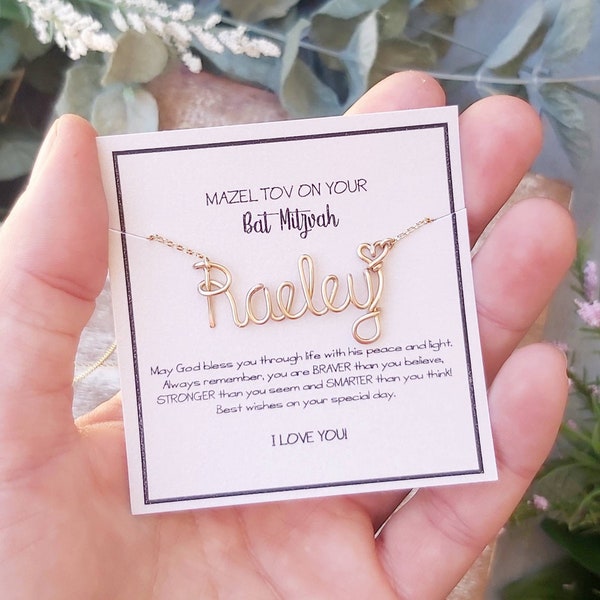 MAZEL TOV ON YOUR
Bat Mitzvah
Raeley
May God bless you through life with his peace and light.
Always remember, you are BRAVER than you believe,
STRONGER than you seem and SMARTER than you think!
Best wishes on your special day.
I LOVE YOU!